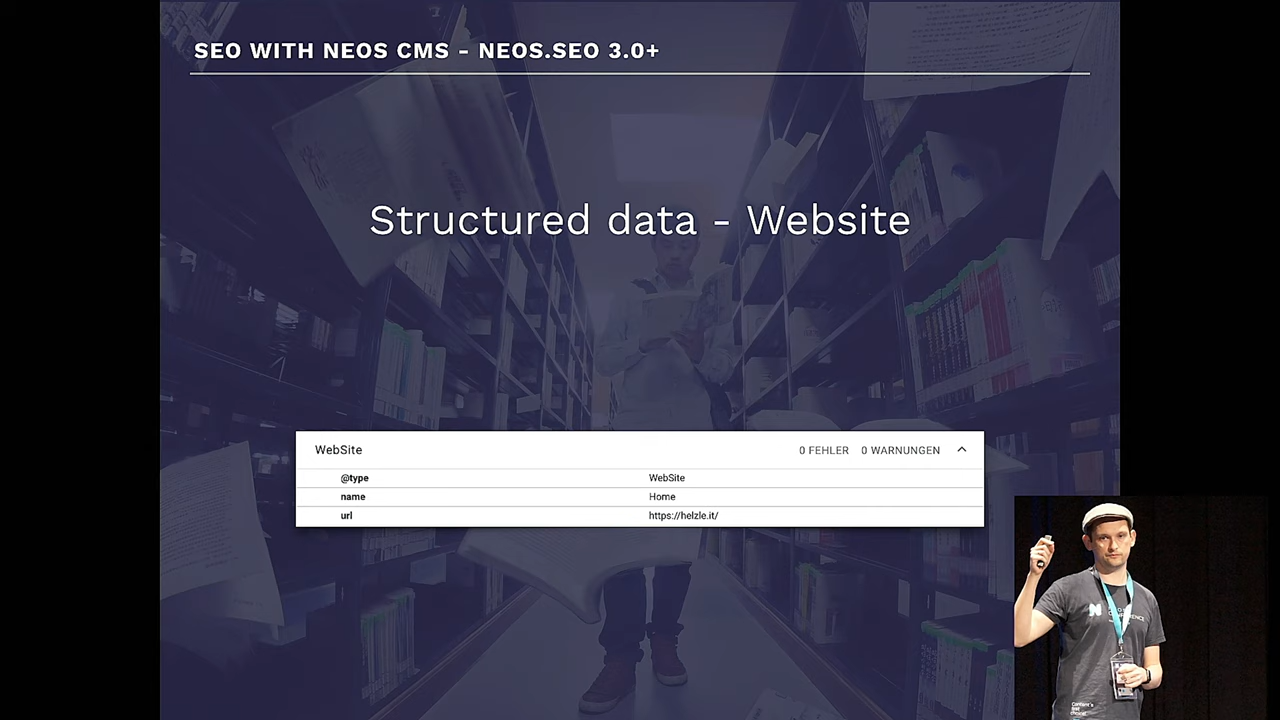 SEO WITH NEOS CMS - NEOS.SEO 3.0+
Structured data - Website
WebSite 0 FEHLER 0 WARNUNGEN
@type WebSite
name Home
url https://helzle.it/